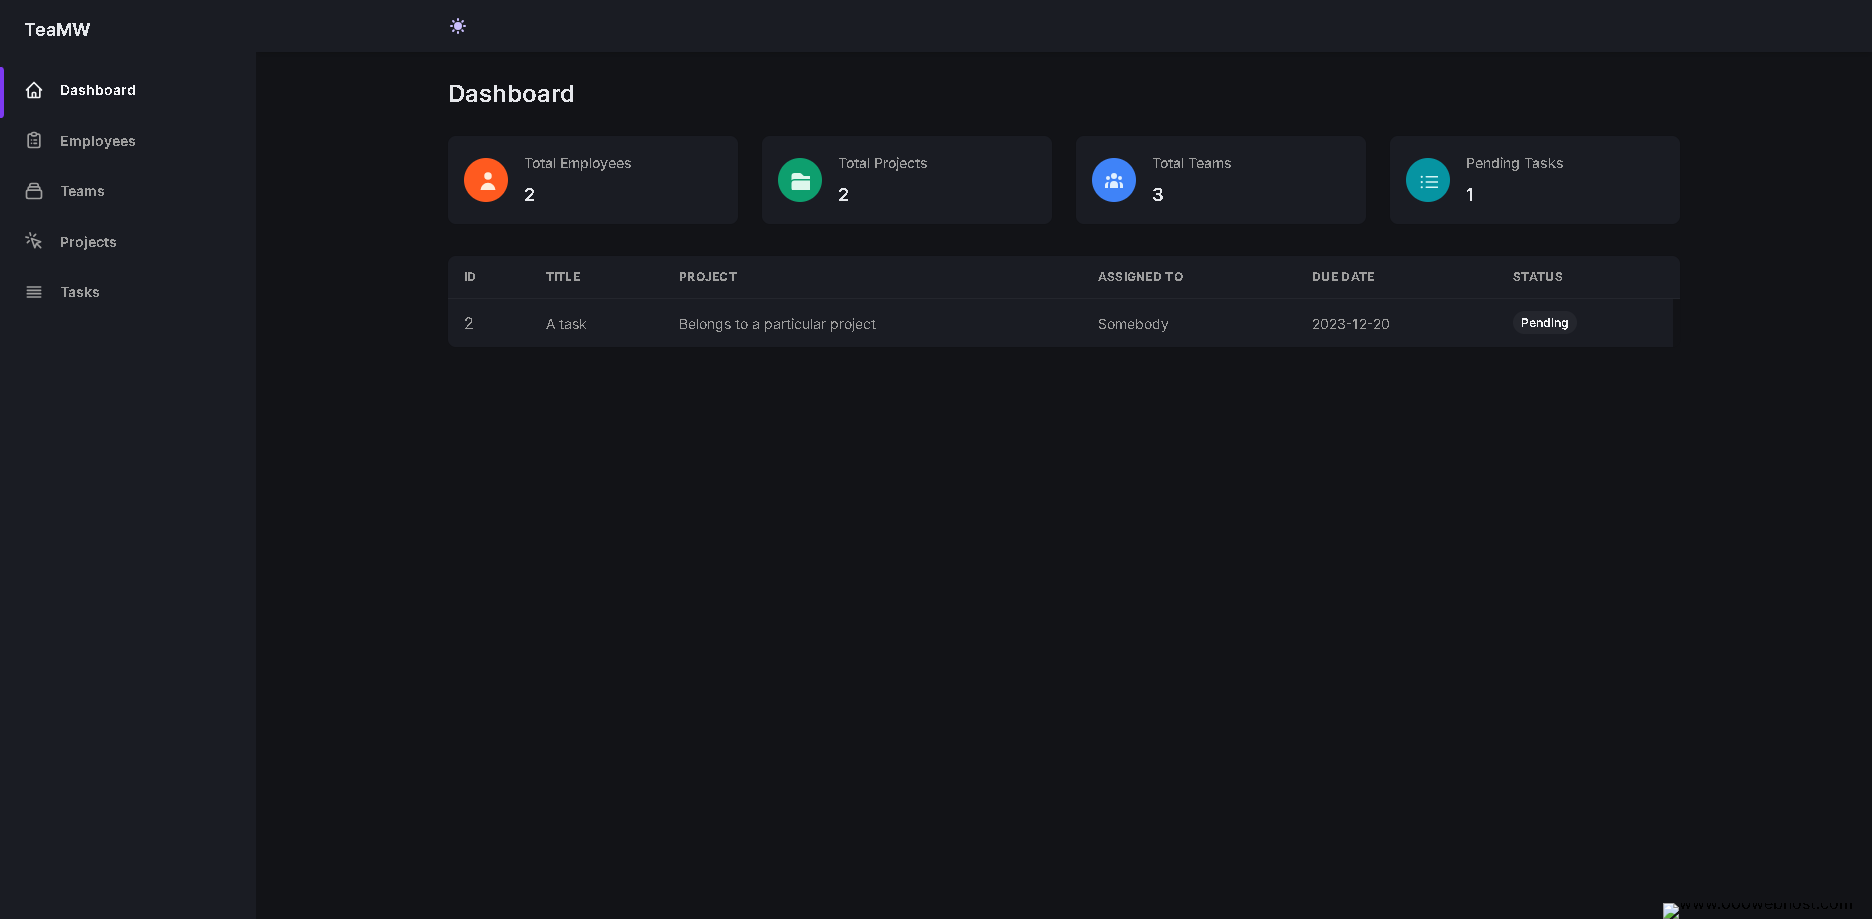 TeaMW
Dashboard
Employees
Teams
Projects
Tasks
Dashboard
Total Employees
2
Total Projects
2
Total Teams
3
Pending Tasks
1
ID TITLE PROJECT ASSIGNED TO DUE DATE STATUS
2 A task Belongs to a particular project Somebody 2023-12-20 Pending
www.000webhost.com